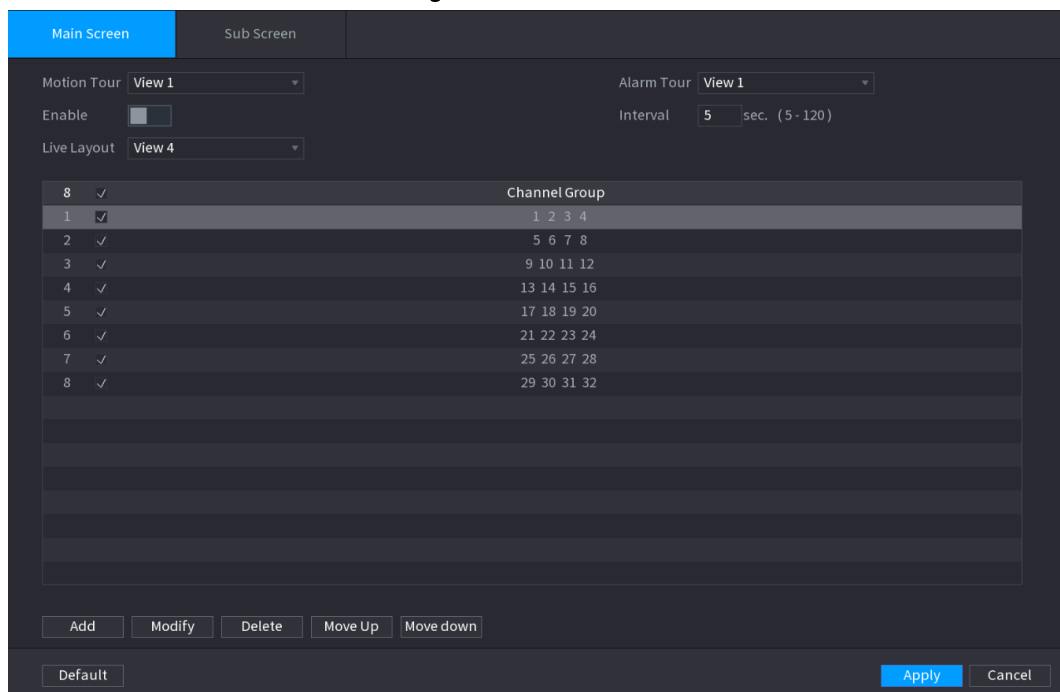 Main Screen Sub Screen
Motion Tour View 1 Alarm Tour View 1
Enable Interval 5 sec. (5-120)
Live Layout View 4
8 Channel Group
1 1 2 3 4
2 5 6 7 8
3 9 10 11 12
4 13 14 15 16
5 17 18 19 20
6 21 22 23 24
7 25 26 27 28
8 29 30 31 32
Add Modify Delete Move Up Move down
Default Apply Cancel